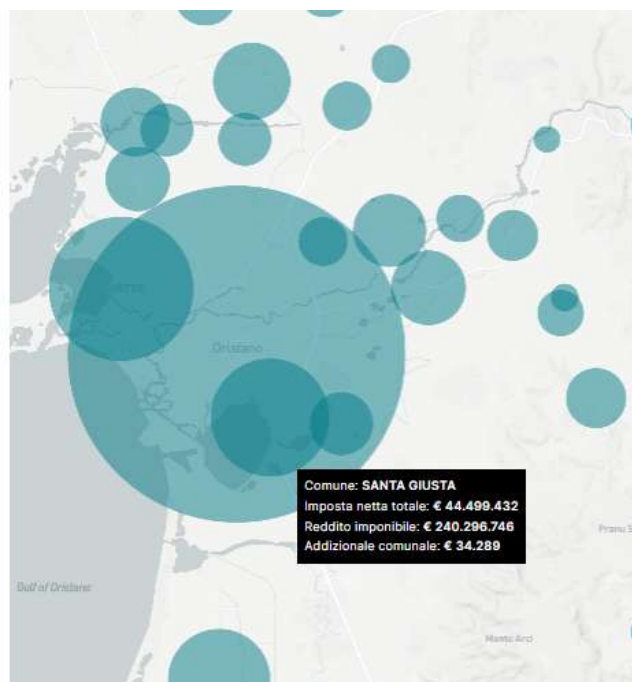 Oristano
Comune: SANTA GIUSTA
Imposta netta totale: € 44.499.432
Reddito imponibile: € 240.296.746
Addizionale comunale: € 34.289
Pranu S
Gulf of Oristano
Monte Arci